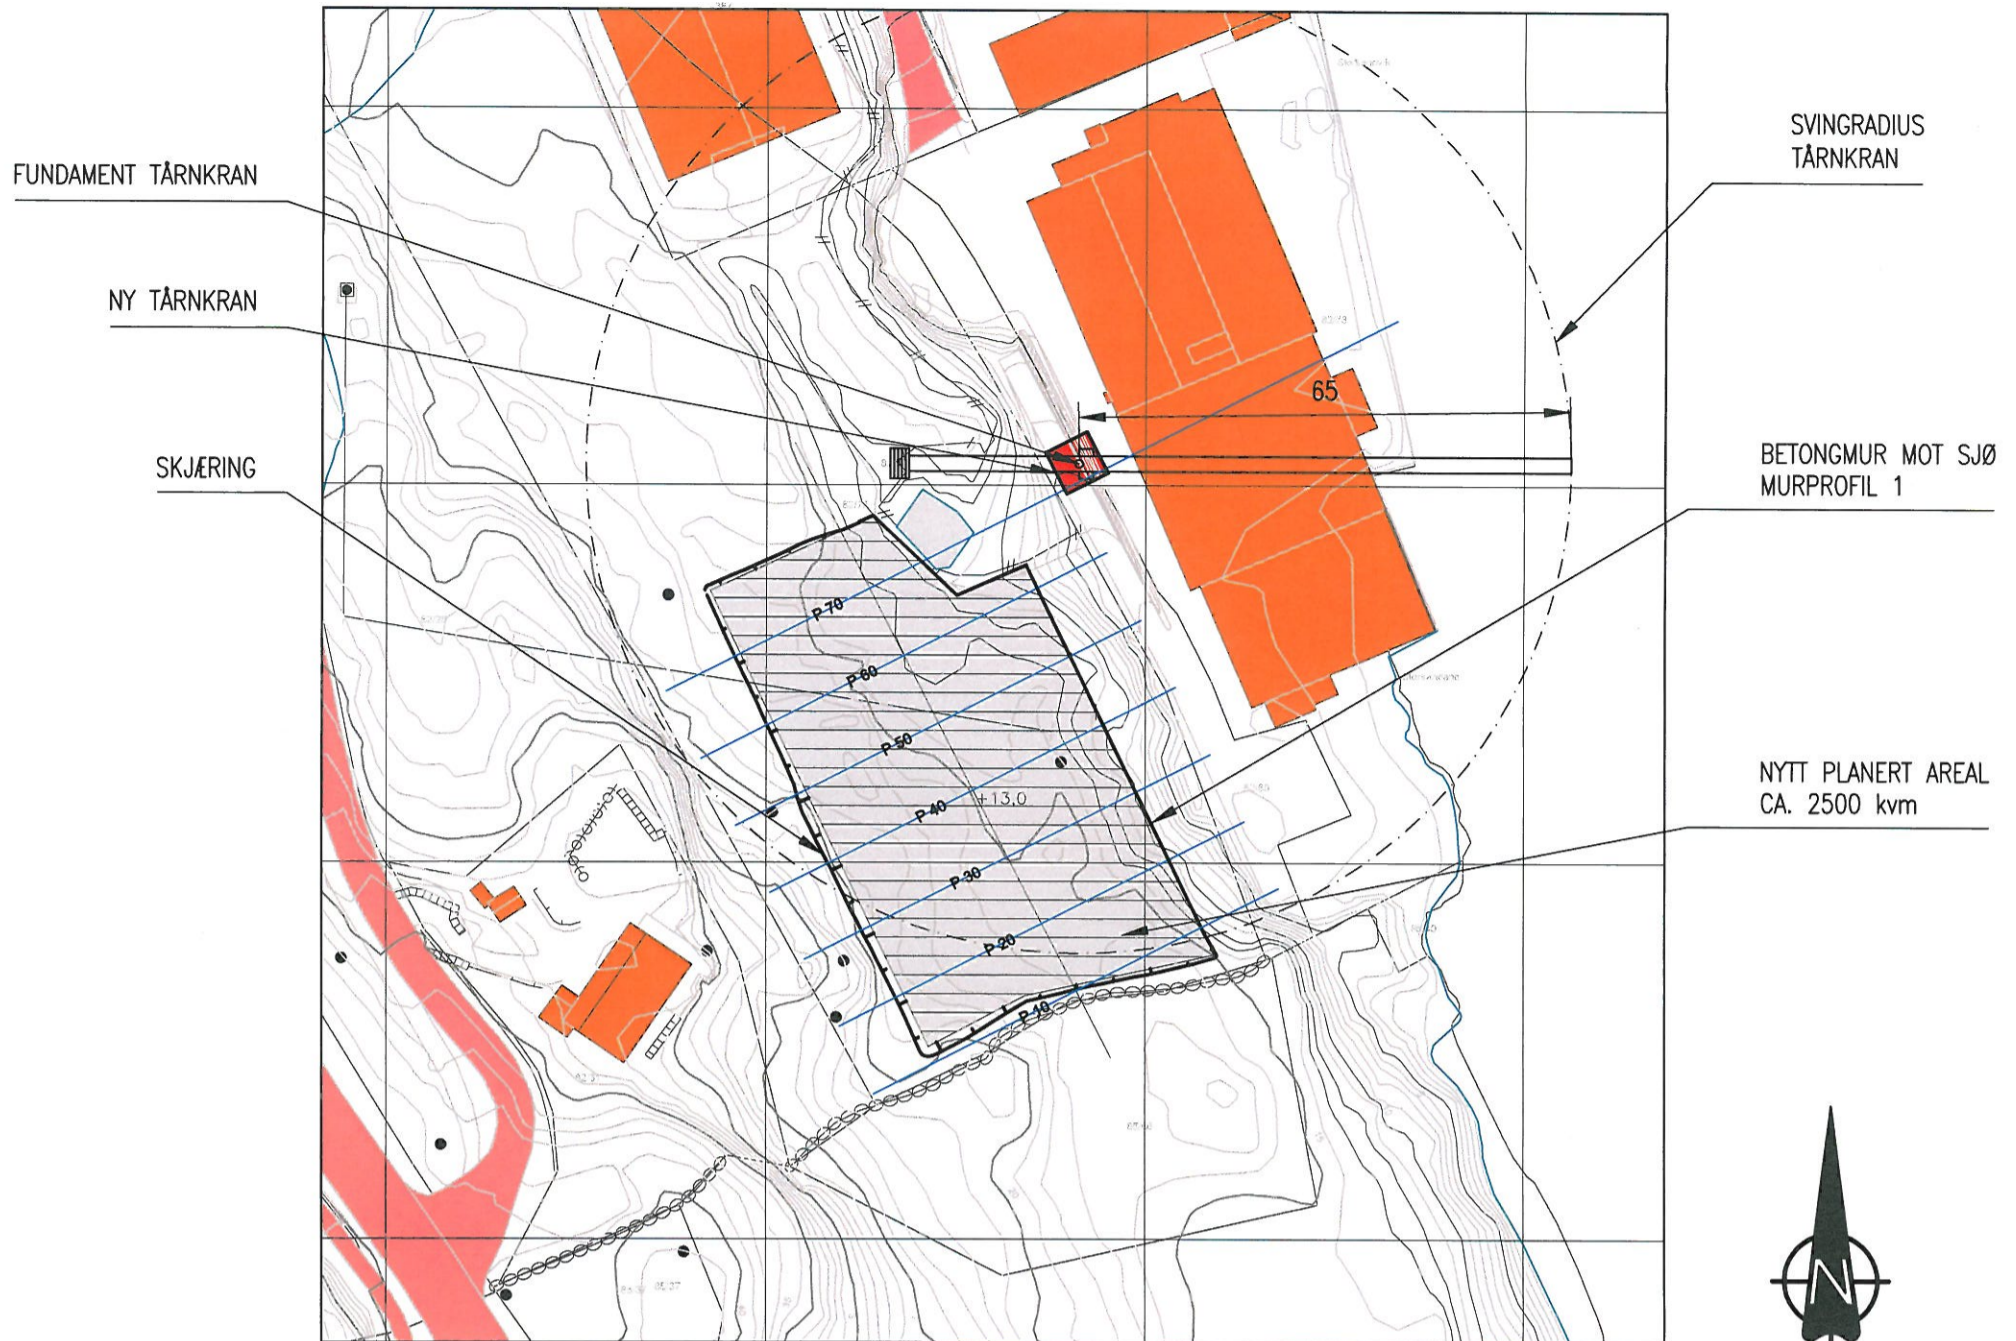 FUNDAMENT TÅRNKRAN
NY TÅRNKRAN
SKJÆRING
SVINGRADIUS
TÅRNKRAN
65
BETONGMUR MOT SJØ
MURPROFIL 1
NYTT PLANERT AREAL
CA. 2500 kvm
P 70
P 60
P 50
+13,0
P 40
P 30
P 20
P 10
N